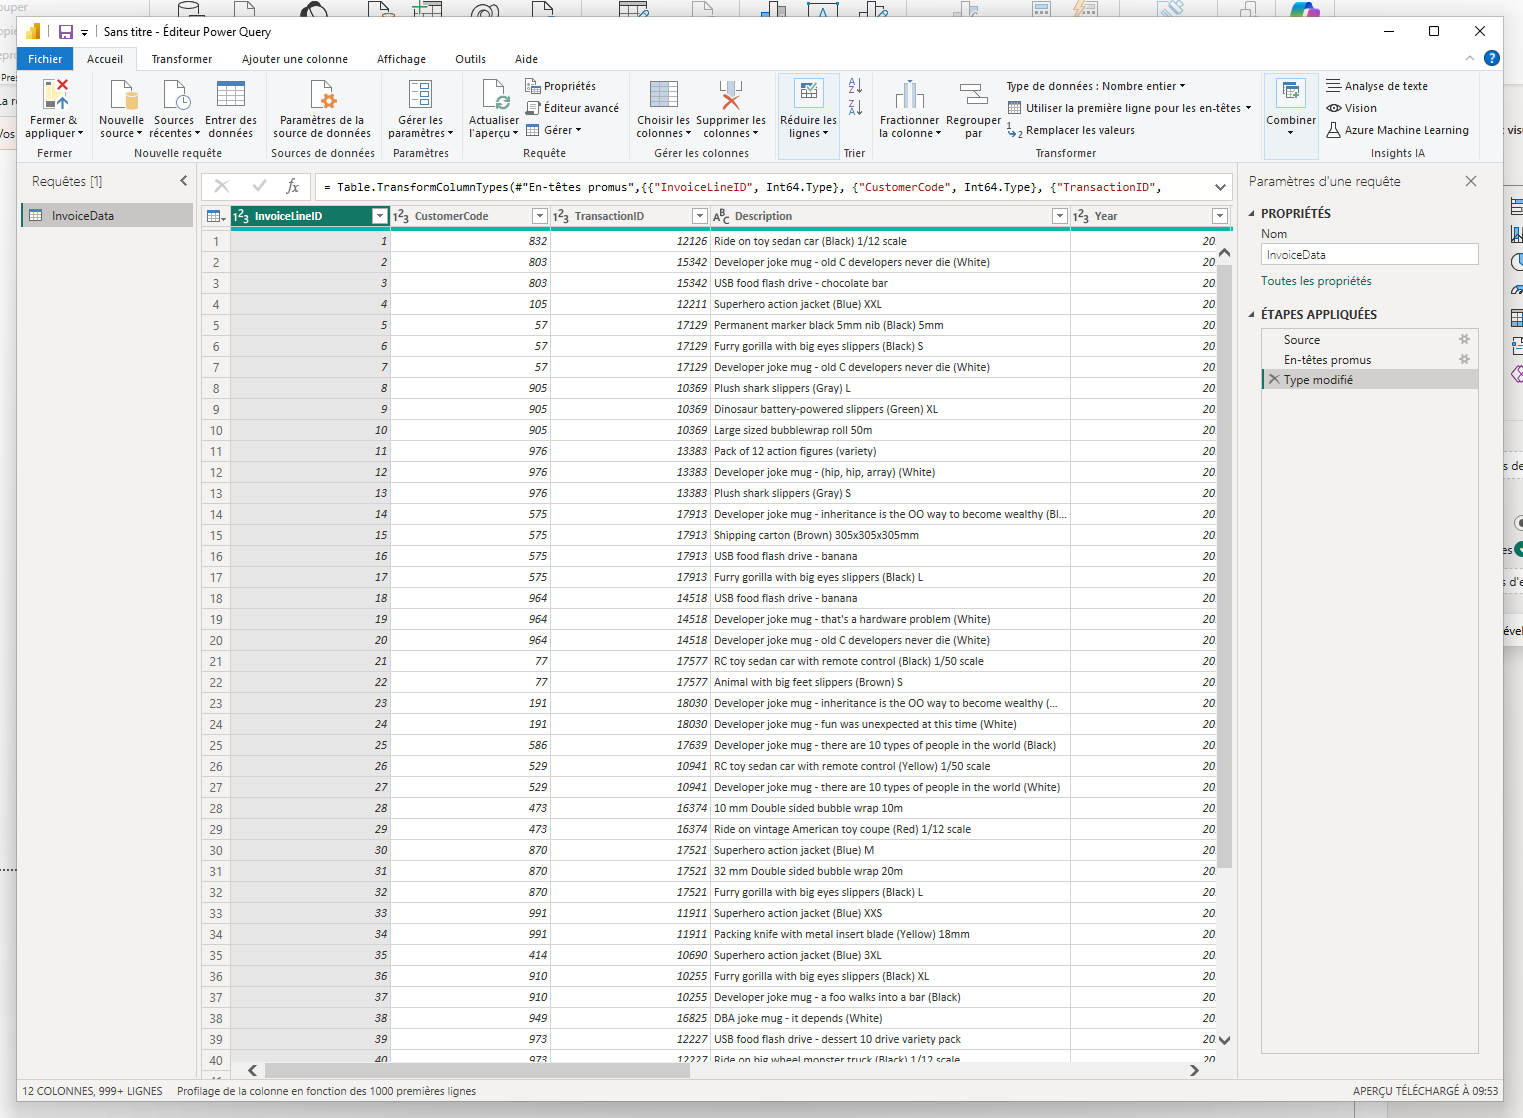 Sans titre - Éditeur Power Query
Fichier Accueil Transformer Ajouter une colonne Affichage Outils Aide
Fermer & appliquer
Nouvelle source
Sources récentes
Entrer des données
Paramètres de la source de données
Gérer les paramètres
Actualiser l'aperçu
Propriétés
Éditeur avancé
Gérer
Choisir les colonnes
Supprimer les colonnes
Réduire les lignes
Fractionner la colonne
Regrouper par
Type de données : Nombre entier
Utiliser la première ligne pour les en-têtes
Remplacer les valeurs
Combiner
Analyse de texte
Vision
Azure Machine Learning
Fermer Nouvelle requête Sources de données Paramètres Requête Gérer les colonnes Trier Transformer Insights IA
Requêtes [1]
InvoiceData
fx = Table.TransformColumnTypes(#"En-têtes promus",{{"InvoiceLineID", Int64.Type}, {"CustomerCode", Int64.Type}, {"TransactionID",
1²3 InvoiceLineID 1²3 CustomerCode 1²3 TransactionID ABC Description 1²3 Year
1 1 832 12126 Ride on toy sedan car (Black) 1/12 scale 20
2 2 803 15342 Developer joke mug - old C developers never die (White) 20
3 3 803 15342 USB food flash drive - chocolate bar 20
4 4 105 12211 Superhero action jacket (Blue) XXL 20
5 5 57 17129 Permanent marker black 5mm nib (Black) 5mm 20
6 6 57 17129 Furry gorilla with big eyes slippers (Black) S 20
7 7 57 17129 Developer joke mug - old C developers never die (White) 20
8 8 905 10369 Plush shark slippers (Gray) L 20
9 9 905 10369 Dinosaur battery-powered slippers (Green) XL 20
10 10 905 10369 Large sized bubblewrap roll 50m 20
11 11 976 13383 Pack of 12 action figures (variety) 20
12 12 976 13383 Developer joke mug - (hip, hip, array) (White) 20
13 13 976 13383 Plush shark slippers (Gray) S 20
14 14 575 17913 Developer joke mug - inheritance is the OO way to become wealthy (Bl... 20
15 15 575 17913 Shipping carton (Brown) 305x305x305mm 20
16 16 575 17913 USB food flash drive - banana 20
17 17 575 17913 Furry gorilla with big eyes slippers (Black) L 20
18 18 964 14518 USB food flash drive - banana 20
19 19 964 14518 Developer joke mug - that's a hardware problem (White) 20
20 20 964 14518 Developer joke mug - old C developers never die (White) 20
21 21 77 17577 RC toy sedan car with remote control (Black) 1/50 scale 20
22 22 77 17577 Animal with big feet slippers (Brown) S 20
23 23 191 18030 Developer joke mug - inheritance is the OO way to become wealthy (... 20
24 24 191 18030 Developer joke mug - fun was unexpected at this time (White) 20
25 25 586 17639 Developer joke mug - there are 10 types of people in the world (Black) 20
26 26 529 10941 RC toy sedan car with remote control (Yellow) 1/50 scale 20
27 27 529 10941 Developer joke mug - there are 10 types of people in the world (White) 20
28 28 473 16374 10 mm Double sided bubble wrap 10m 20
29 29 473 16374 Ride on vintage American toy coupe (Red) 1/12 scale 20
30 30 870 17521 Superhero action jacket (Blue) M 20
31 31 870 17521 32 mm Double sided bubble wrap 20m 20
32 32 870 17521 Furry gorilla with big eyes slippers (Black) L 20
33 33 991 11911 Superhero action jacket (Blue) XXS 20
34 34 991 11911 Packing knife with metal insert blade (Yellow) 18mm 20
35 35 414 10690 Superhero action jacket (Blue) 3XL 20
36 36 910 10255 Furry gorilla with big eyes slippers (Black) XL 20
37 37 910 10255 Developer joke mug - a foo walks into a bar (Black) 20
38 38 949 16825 DBA joke mug - it depends (White) 20
39 39 973 12227 USB food flash drive - dessert 10 drive variety pack 20
40 40 973 12227 Ride on big wheel monster truck (Black) 1/12 scale 20
Paramètres d'une requête
PROPRIÉTÉS
Nom
InvoiceData
Toutes les propriétés
ÉTAPES APPLIQUÉES
Source
En-têtes promus
Type modifié
12 COLONNES, 999+ LIGNES Profilage de la colonne en fonction des 1000 premières lignes APERÇU TÉLÉCHARGÉ À 09:53